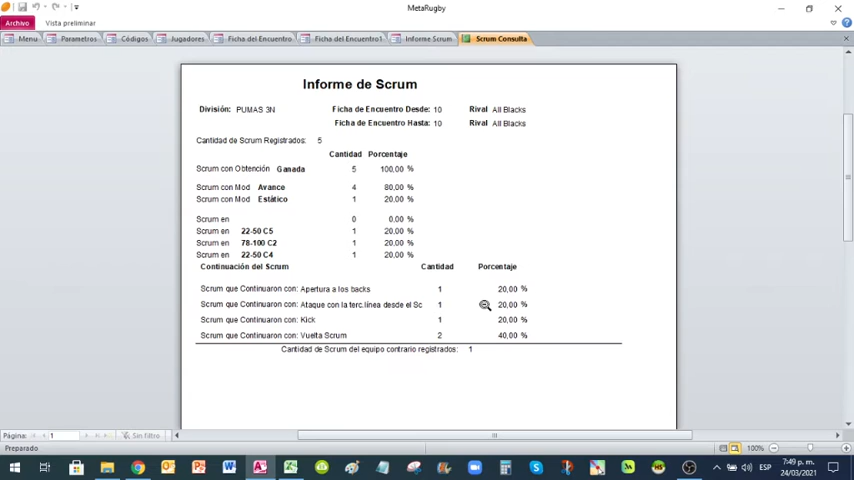 MetaRugby
Archivo Vista preliminar
Menu Parametros Códigos Jugadores Ficha del Encuentro Ficha del Encuentro1 Informe Scrum Scrum Consulta
Informe de Scrum
División: PUMAS 3N Ficha de Encuentro Desde: 10 Rival All Blacks
Ficha de Encuentro Hasta: 10 Rival All Blacks
Cantidad de Scrum Registrados: 5
Cantidad Porcentaje
Scrum con Obtención Ganada 5 100,00 %
Scrum con Mod Avance 4 80,00 %
Scrum con Mod Estático 1 20,00 %
Scrum en 0 0,00 %
Scrum en 22-50 C5 1 20,00 %
Scrum en 78-100 C2 1 20,00 %
Scrum en 22-50 C4 1 20,00 %
Continuación del Scrum Cantidad Porcentaje
Scrum que Continuaron con: Apertura a los backs 1 20,00 %
Scrum que Continuaron con: Ataque con la terc.línea desde el Sc 1 20,00 %
Scrum que Continuaron con: Kick 1 20,00 %
Scrum que Continuaron con: Vuelta Scrum 2 40,00 %
Cantidad de Scrum del equipo contrario registrados: 1
Página: 1 Sin filtro
Preparado 100%
ESP 7:49 p. m.
24/03/2021